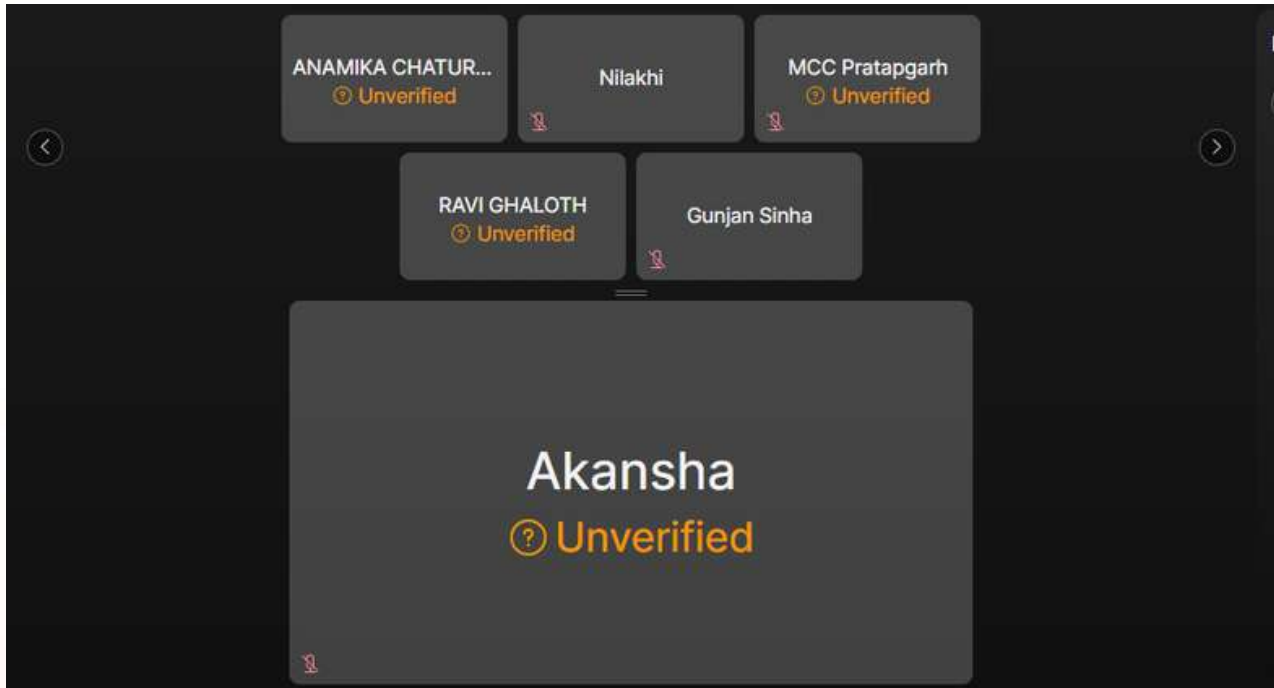 ANAMIKA CHATUR...
Unverified
Nilakhi
MCC Pratapgarh
Unverified
RAVI GHALOTH
Unverified
Gunjan Sinha
Akansha
Unverified